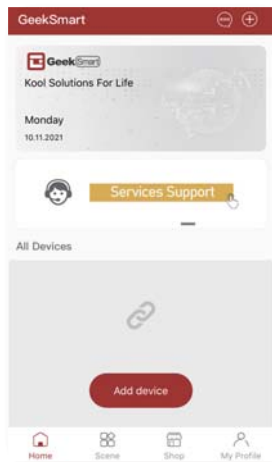 GeekSmart
Geek Smart
Kool Solutions For Life
Monday
10.11.2021
Services Support
All Devices
Add device
Home
Scene
Shop
My Profile